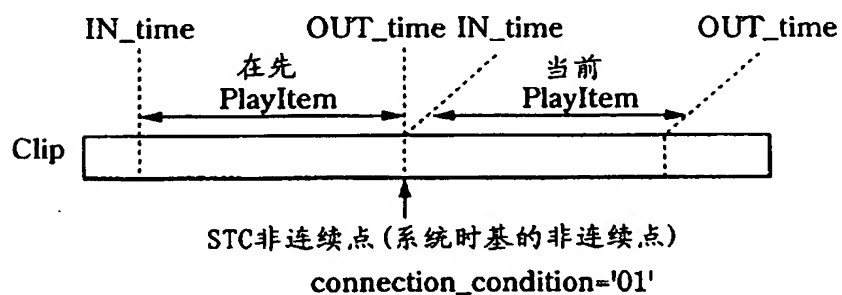 IN_time OUT_time IN_time OUT_time
在先 当前
PlayItem PlayItem
Clip
STC非连续点(系统时基的非连续点)
connection_condition='01'